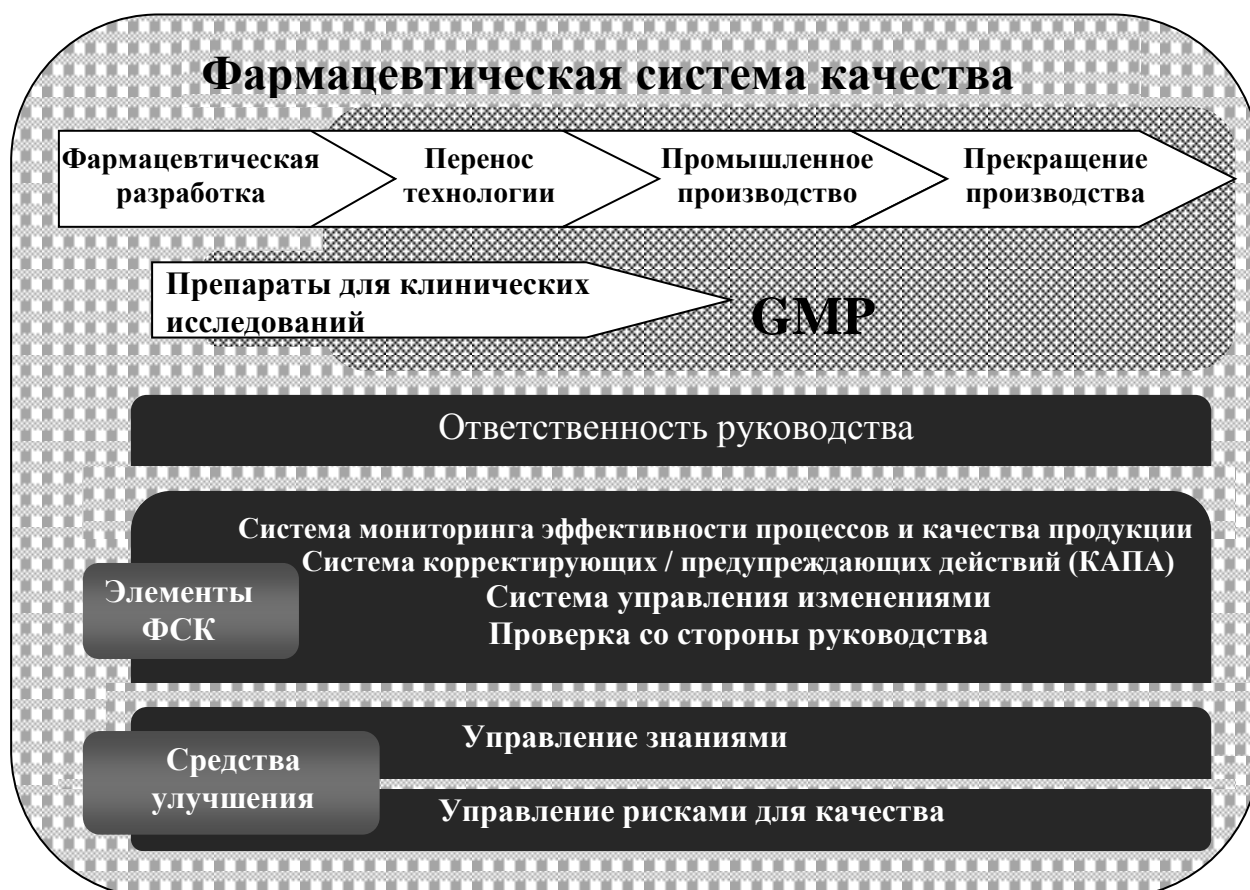 Фармацевтическая система качества
Фармацевтическая
разработка
Перенос
технологии
Промышленное
производство
Прекращение
производства
Препараты для клинических
исследований
GMP
Ответственность руководства
Элементы
ФСК
Система мониторинга эффективности процессов и качества продукции
Система корректирующих / предупреждающих действий (КАПА)
Система управления изменениями
Проверка со стороны руководства
Средства
улучшения
Управление знаниями
Управление рисками для качества